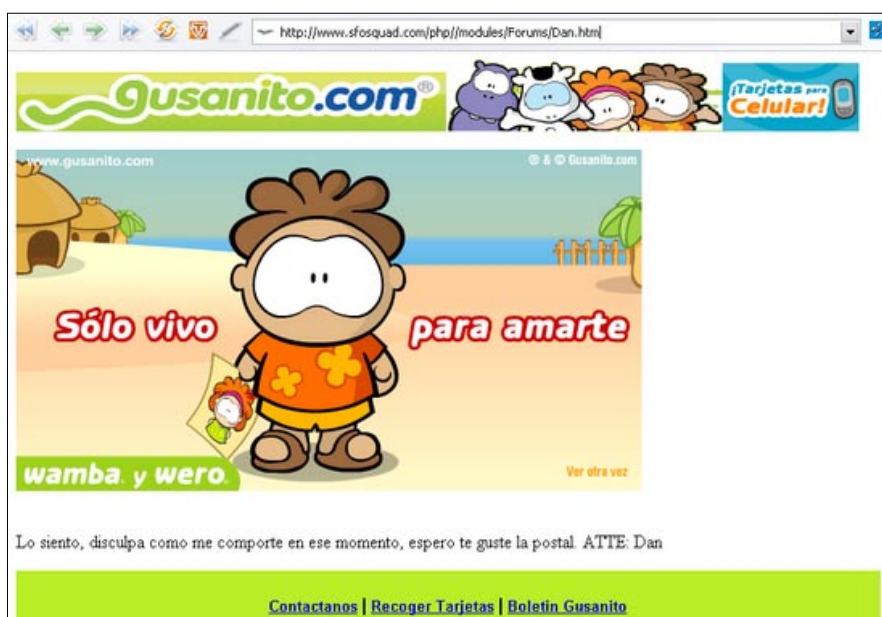 http://www.sfosquad.com/php//modules/Forums/Dan.htm
gusanito.com®
¡Tarjetas para
Celular!
www.gusanito.com
® & © Gusanito.com
Sólo vivo
para amarte
wamba y wero
Ver otra vez
Lo siento, disculpa como me comporte en ese momento, espero te guste la postal. ATTE: Dan
Contactanos | Recoger Tarjetas | Boletin Gusanito